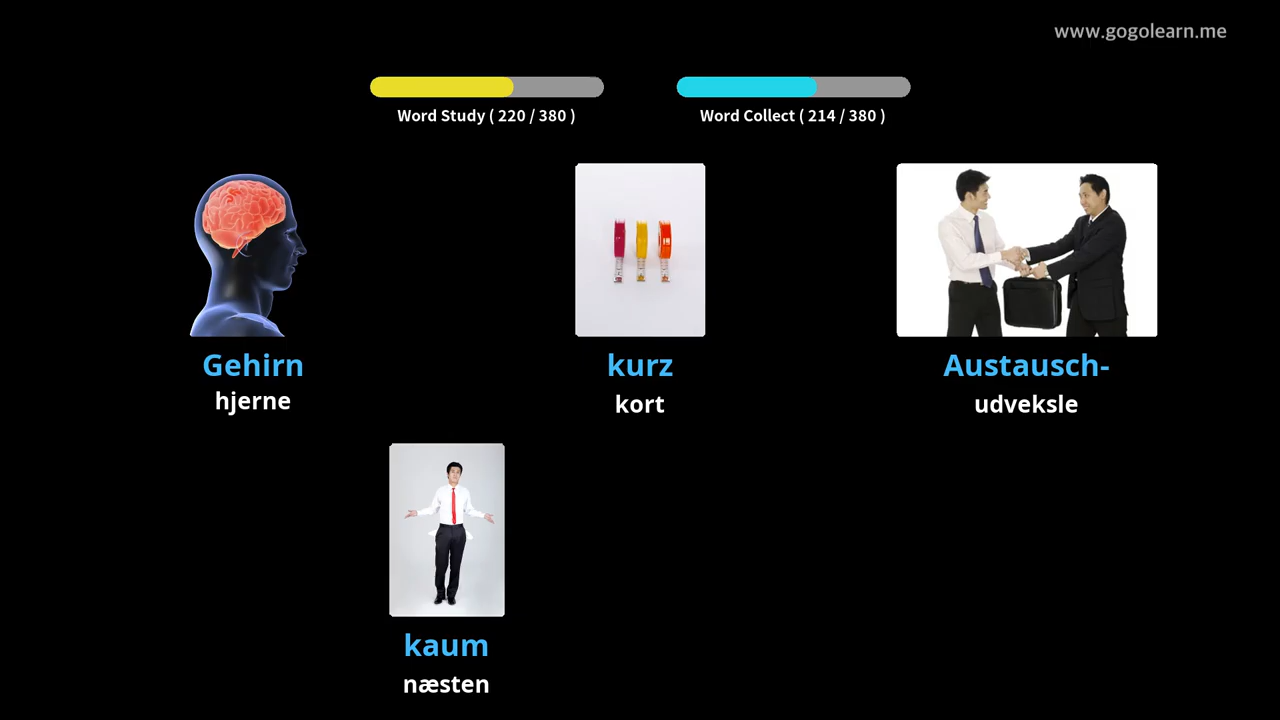 www.gogolearn.me
Word Study ( 220 / 380 )
Word Collect ( 214 / 380 )
Gehirn
hjerne
kurz
kort
Austausch-
udveksle
kaum
næsten